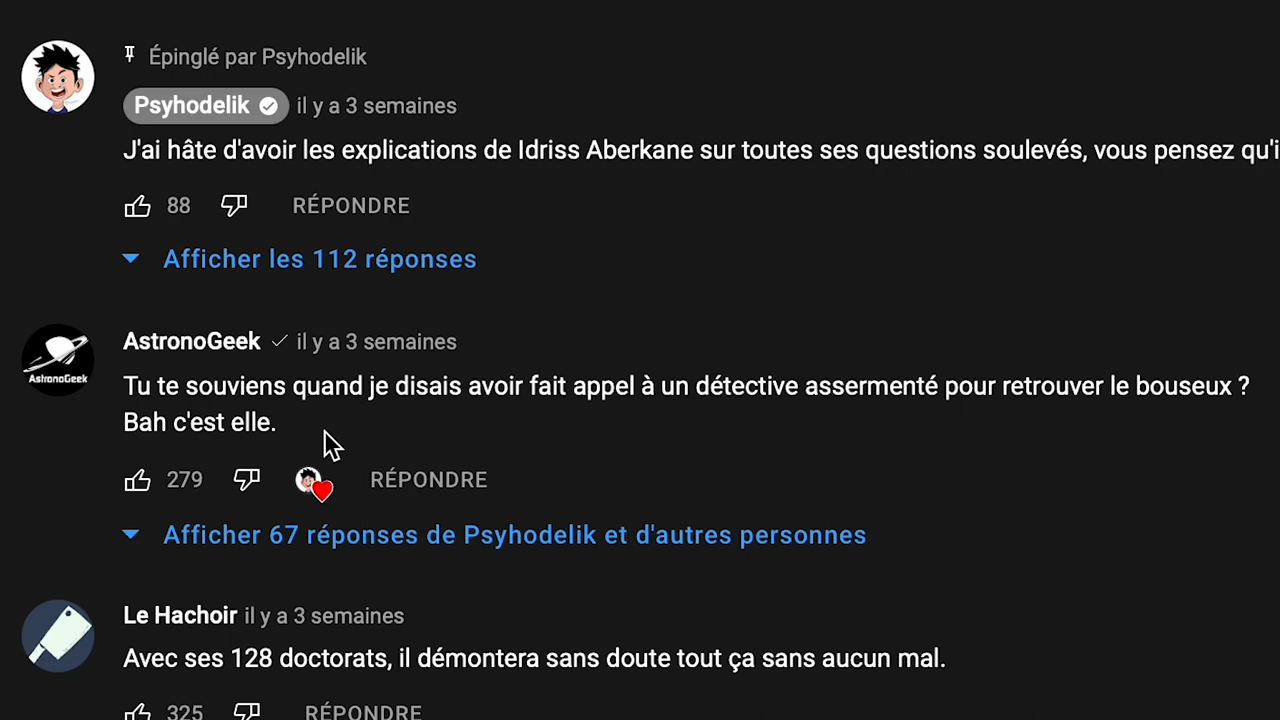 Épinglé par Psyhodelik
Psyhodelik il y a 3 semaines
J'ai hâte d'avoir les explications de Idriss Aberkane sur toutes ses questions soulevés, vous pensez qu'i
88 RÉPONDRE
Afficher les 112 réponses
AstronoGeek il y a 3 semaines
AstronoGeek
Tu te souviens quand je disais avoir fait appel à un détective assermenté pour retrouver le bouseux ?
Bah c'est elle.
279 RÉPONDRE
Afficher 67 réponses de Psyhodelik et d'autres personnes
Le Hachoir il y a 3 semaines
Avec ses 128 doctorats, il démontera sans doute tout ça sans aucun mal.
325 RÉPONDRE